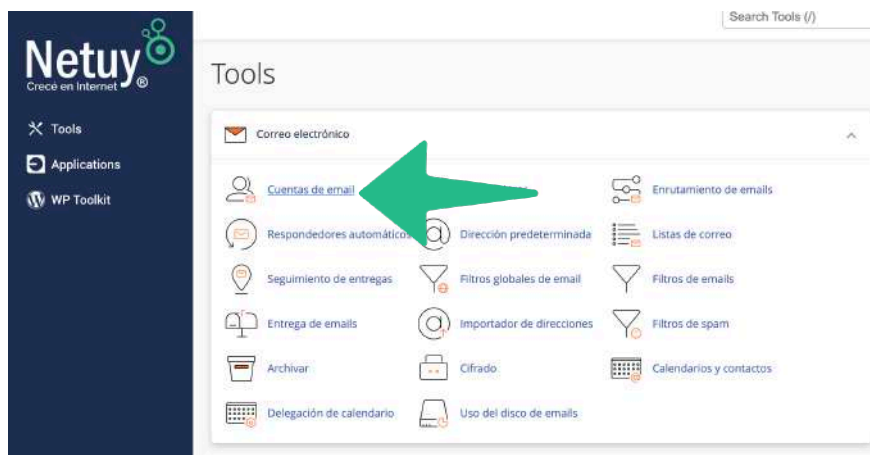 Search Tools (/)
Netuy
Crecé en Internet ®
Tools
Tools
Correo electrónico
Applications
WP Toolkit
Cuentas de email
Enrutamiento de emails
Respondedores automáticos
Dirección predeterminada
Listas de correo
Seguimiento de entregas
Filtros globales de email
Filtros de emails
Entrega de emails
Importador de direcciones
Filtros de spam
Archivar
Cifrado
Calendarios y contactos
Delegación de calendario
Uso del disco de emails